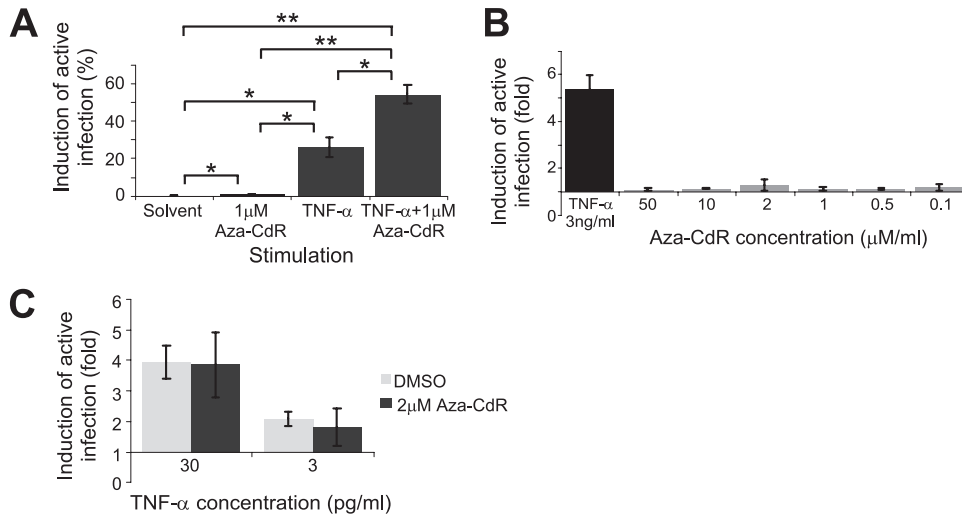 A
Induction of active
infection (%)
60
40
20
0
**
**
*
*
*
*
Solvent 1μM TNF-α TNF-α+1μM
Aza-CdR Aza-CdR
Stimulation
B
Induction of active
infection (fold)
6
4
2
0
TNF-α 50 10 2 1 0.5 0.1
3ng/ml
Aza-CdR concentration (μM/ml)
C
Induction of active
infection (fold)
6
5
4
3
2
1
0
30 3
DMSO
2μM Aza-CdR
TNF-α concentration (pg/ml)